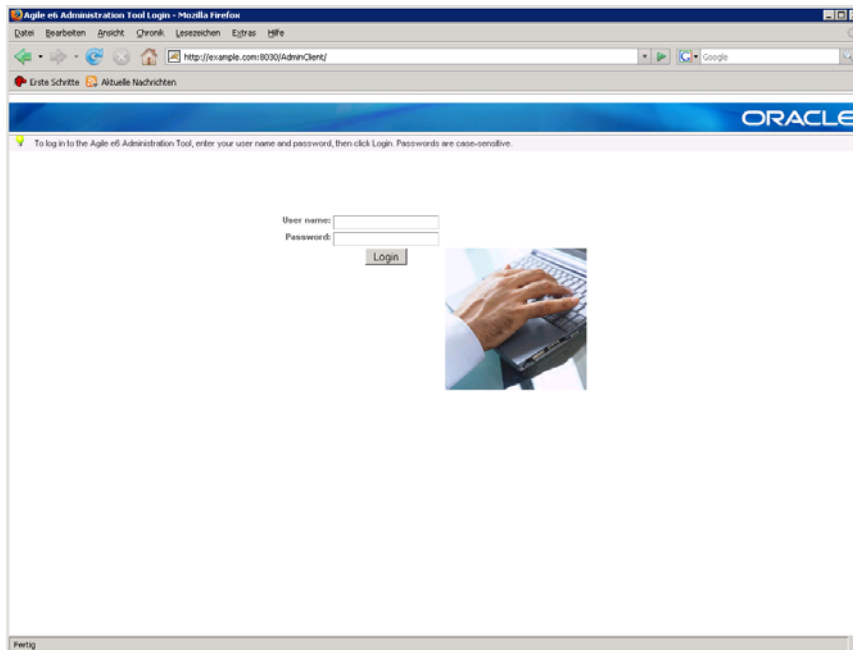 Agile e6 Administration Tool Login - Mozilla Firefox
Datei Bearbeiten Ansicht Chronik Lesezeichen Extras Hilfe
http://example.com:8030/AdminClient/
Google
Erste Schritte Aktuelle Nachrichten
ORACLE
To log in to the Agile e6 Administration Tool, enter your user name and password, then click Login. Passwords are case-sensitive.
User name:
Password:
Login
Fertig